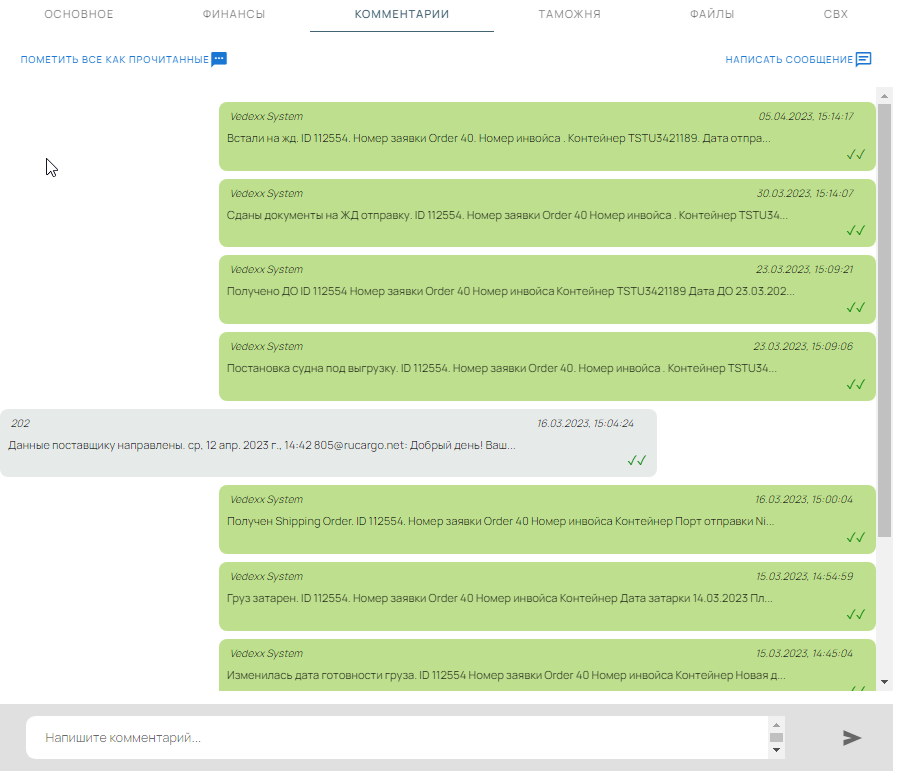 ОСНОВНОЕ ФИНАНСЫ КОММЕНТАРИИ ТАМОЖНЯ ФАЙЛЫ СВХ
ПОМЕТИТЬ ВСЕ КАК ПРОЧИТАННЫЕ НАПИСАТЬ СООБЩЕНИЕ
Vedexx System 05.04.2023, 15:14:17
Встали на жд. ID 112554. Номер заявки Order 40. Номер инвойса . Контейнер TSTU3421189. Дата отпра...
Vedexx System 30.03.2023, 15:14:07
Сданы документы на ЖД отправку. ID 112554. Номер заявки Order 40 Номер инвойса . Контейнер TSTU34...
Vedexx System 23.03.2023, 15:09:21
Получено ДО ID 112554 Номер заявки Order 40 Номер инвойса Контейнер TSTU3421189 Дата ДО 23.03.202...
Vedexx System 23.03.2023, 15:09:06
Постановка судна под выгрузку. ID 112554. Номер заявки Order 40. Номер инвойса . Контейнер TSTU34...
202 16.03.2023, 15:04:24
Данные поставщику направлены. ср, 12 апр. 2023 г., 14:42 805@rucargo.net: Добрый день! Ваш...
Vedexx System 16.03.2023, 15:00:04
Получен Shipping Order. ID 112554. Номер заявки Order 40 Номер инвойса Контейнер Порт отправки Ni...
Vedexx System 15.03.2023, 14:54:59
Груз затарен. ID 112554. Номер заявки Order 40 Номер инвойса Контейнер Дата затарки 14.03.2023 Пл...
Vedexx System 15.03.2023, 14:45:04
Изменилась дата готовности груза. ID 112554 Номер заявки Order 40 Номер инвойса Контейнер Новая д...
Напишите комментарий...